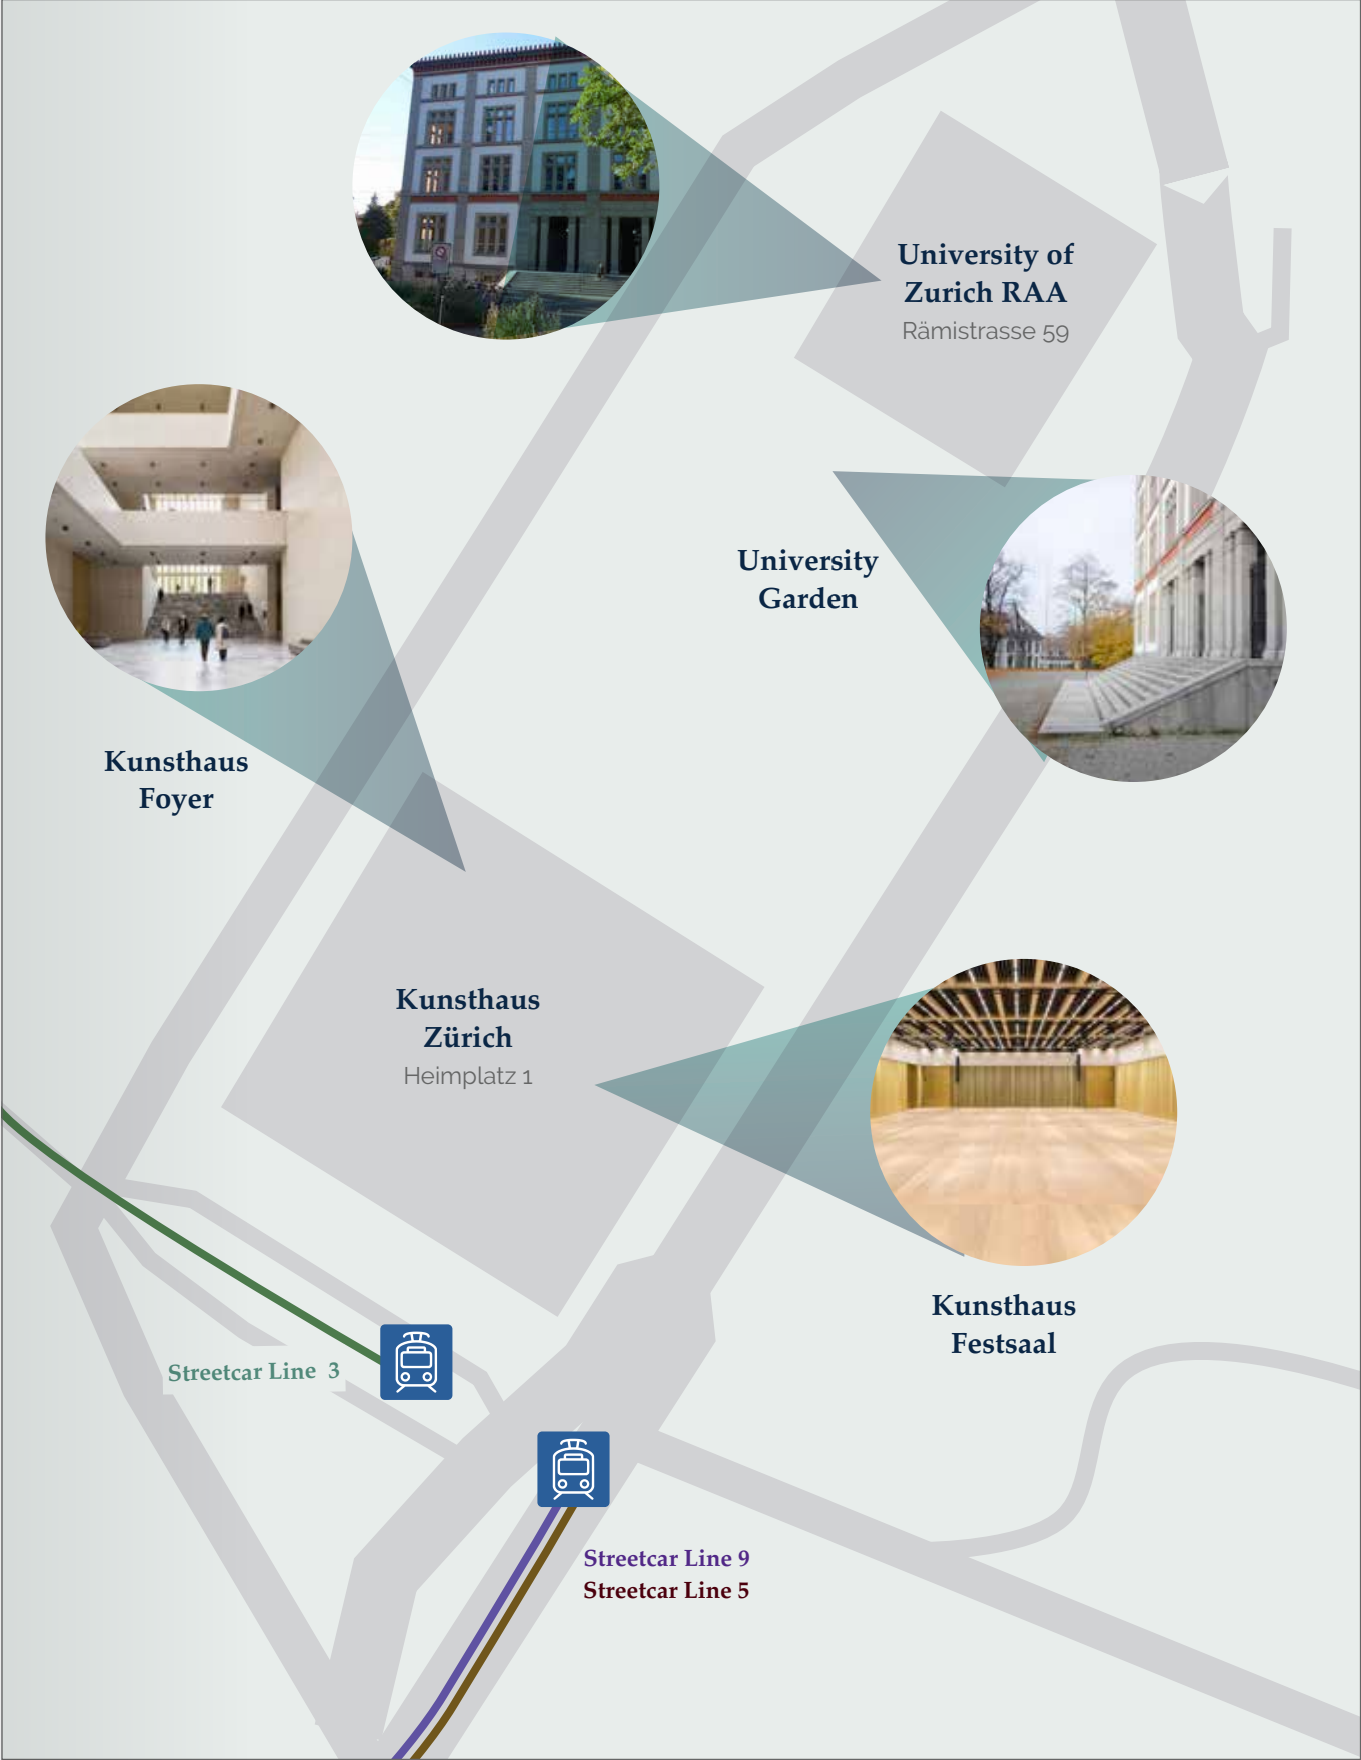 University of
Zurich RAA
Rämistrasse 59
University
Garden
Kunsthaus
Foyer
Kunsthaus
Zürich
Heimplatz 1
Kunsthaus
Festsaal
Streetcar Line 3
Streetcar Line 9
Streetcar Line 5